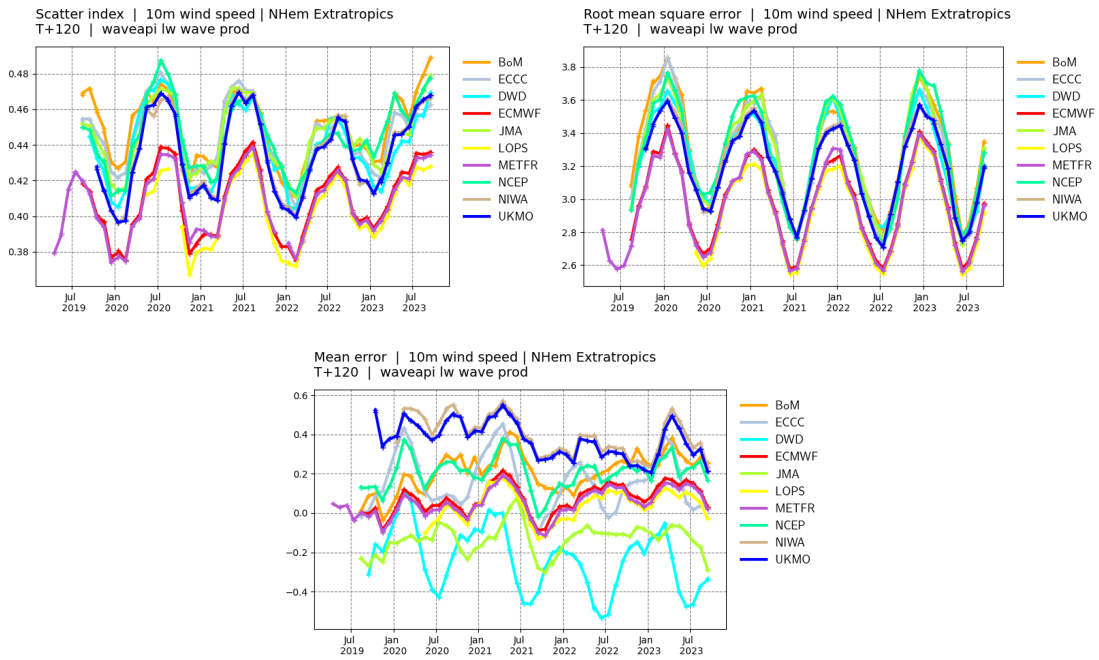 Scatter index | 10m wind speed | NHem Extratropics
T+120 | waveapi lw wave prod
0.48
0.46
0.44
0.42
0.40
0.38
Jul
2019
Jan
2020
Jul
2020
Jan
2021
Jul
2021
Jan
2022
Jul
2022
Jan
2023
Jul
2023
BoM
ECCC
DWD
ECMWF
JMA
LOPS
METFR
NCEP
NIWA
UKMO
Root mean square error | 10m wind speed | NHem Extratropics
T+120 | waveapi lw wave prod
3.8
3.6
3.4
3.2
3.0
2.8
2.6
Jul
2019
Jan
2020
Jul
2020
Jan
2021
Jul
2021
Jan
2022
Jul
2022
Jan
2023
Jul
2023
BoM
ECCC
DWD
ECMWF
JMA
LOPS
METFR
NCEP
NIWA
UKMO
Mean error | 10m wind speed | NHem Extratropics
T+120 | waveapi lw wave prod
0.6
0.4
0.2
0.0
−0.2
−0.4
Jul
2019
Jan
2020
Jul
2020
Jan
2021
Jul
2021
Jan
2022
Jul
2022
Jan
2023
Jul
2023
BoM
ECCC
DWD
ECMWF
JMA
LOPS
METFR
NCEP
NIWA
UKMO